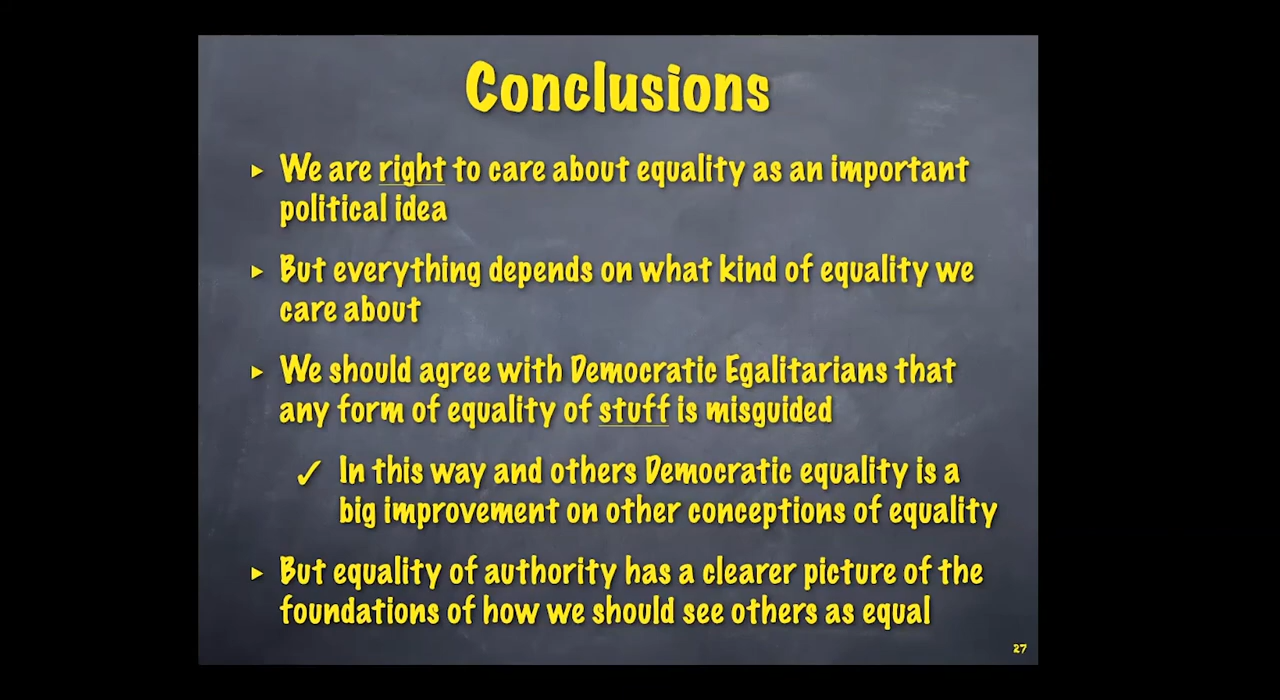 Conclusions
▸ We are right to care about equality as an important
political idea
▸ But everything depends on what kind of equality we
care about
▸ We should agree with Democratic Egalitarians that
any form of equality of stuff is misguided
✓ In this way and others Democratic equality is a
big improvement on other conceptions of equality
▸ But equality of authority has a clearer picture of the
foundations of how we should see others as equal
27